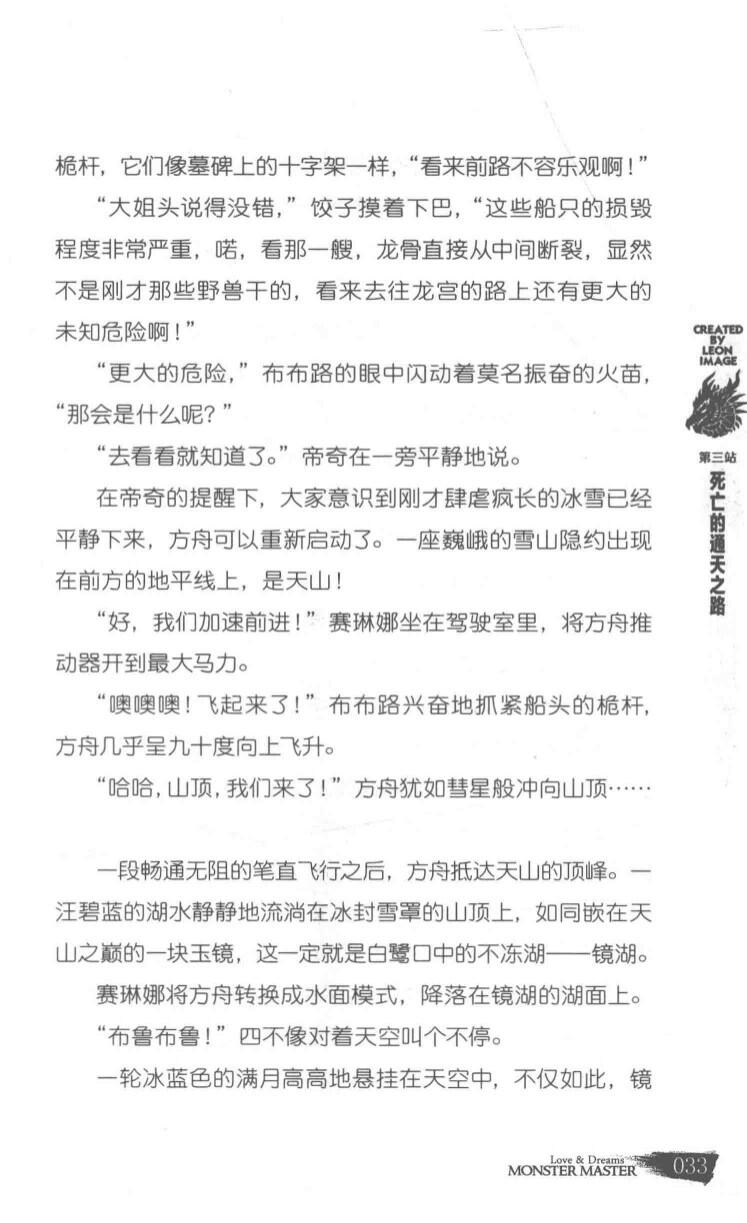 桅杆，它们像墓碑上的十字架一样，“看来前路不容乐观啊！”
“大姐头说得没错，”饺子摸着下巴，“这些船只的损毁
程度非常严重，喏，看那一艘，龙骨直接从中间断裂，显然
不是刚才那些野兽干的，看来去往龙宫的路上还有更大的
未知危险啊！”
“更大的危险，”布布路的眼中闪动着莫名振奋的火苗，
“那会是什么呢？”
“去看看就知道了。”帝奇在一旁平静地说。
在帝奇的提醒下，大家意识到刚才肆虐疯长的冰雪已经
平静下来，方舟可以重新启动了。一座巍峨的雪山隐约出现
在前方的地平线上，是天山！
“好，我们加速前进！”赛琳娜坐在驾驶室里，将方舟推
动器开到最大马力。
“噢噢噢！飞起来了！”布布路兴奋地抓紧船头的桅杆，
方舟几乎呈九十度向上飞升。
“哈哈，山顶，我们来了！”方舟犹如彗星般冲向山顶……
一段畅通无阻的笔直飞行之后，方舟抵达天山的顶峰。一
汪碧蓝的湖水静静地流淌在冰封雪罩的山顶上，如同嵌在天
山之巅的一块玉镜，这一定就是白鹭口中的不冻湖——镜湖。
赛琳娜将方舟转换成水面模式，降落在镜湖的湖面上。
“布鲁布鲁！”四不像对着天空叫个不停。
一轮冰蓝色的满月高高地悬挂在天空中，不仅如此，镜
CREATED
BY
LEON
IMAGE
第三站
死亡的通天之路
Love & Dreams
MONSTER MASTER
033